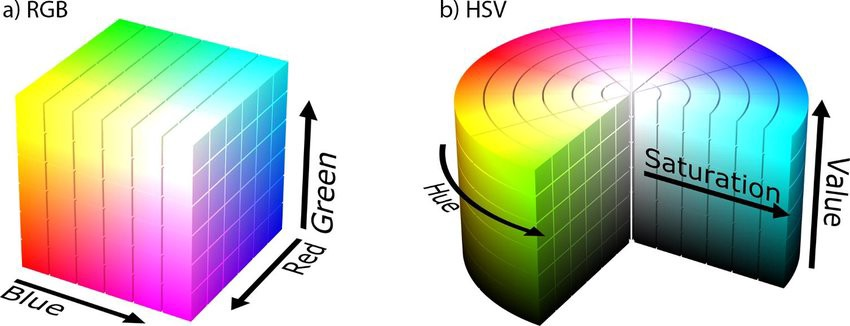 a) RGB
Green
Red
Blue
b) HSV
Hue
Saturation
Value